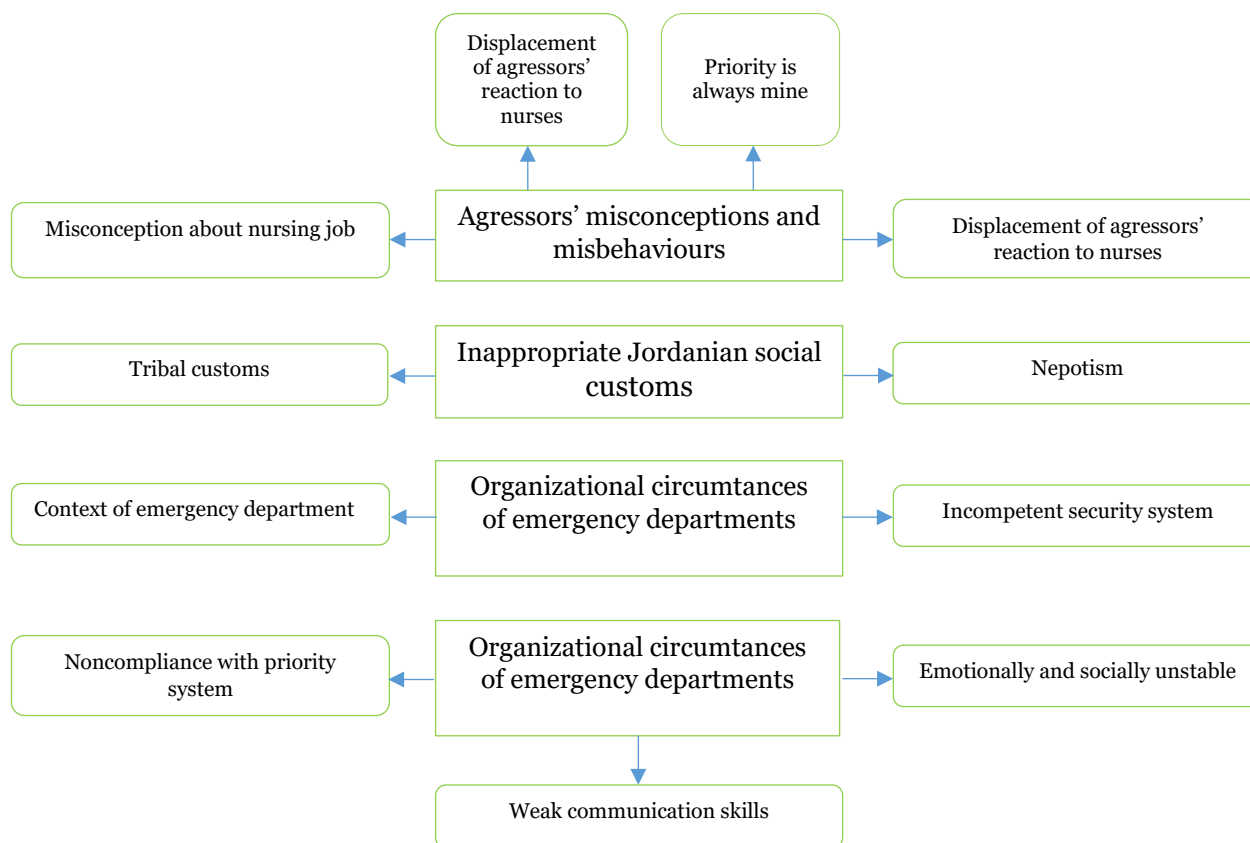 Displacement
of agressors’
reaction to
nurses
Priority is
always mine
Misconception about nursing job
Agressors’ misconceptions and
misbehaviours
Displacement of agressors’
reaction to nurses
Tribal customs
Inappropriate Jordanian social
customs
Nepotism
Context of emergency department
Organizational circumtances
of emergency departments
Incompetent security system
Noncompliance with priority
system
Organizational circumtances
of emergency departments
Emotionally and socially unstable
Weak communication skills